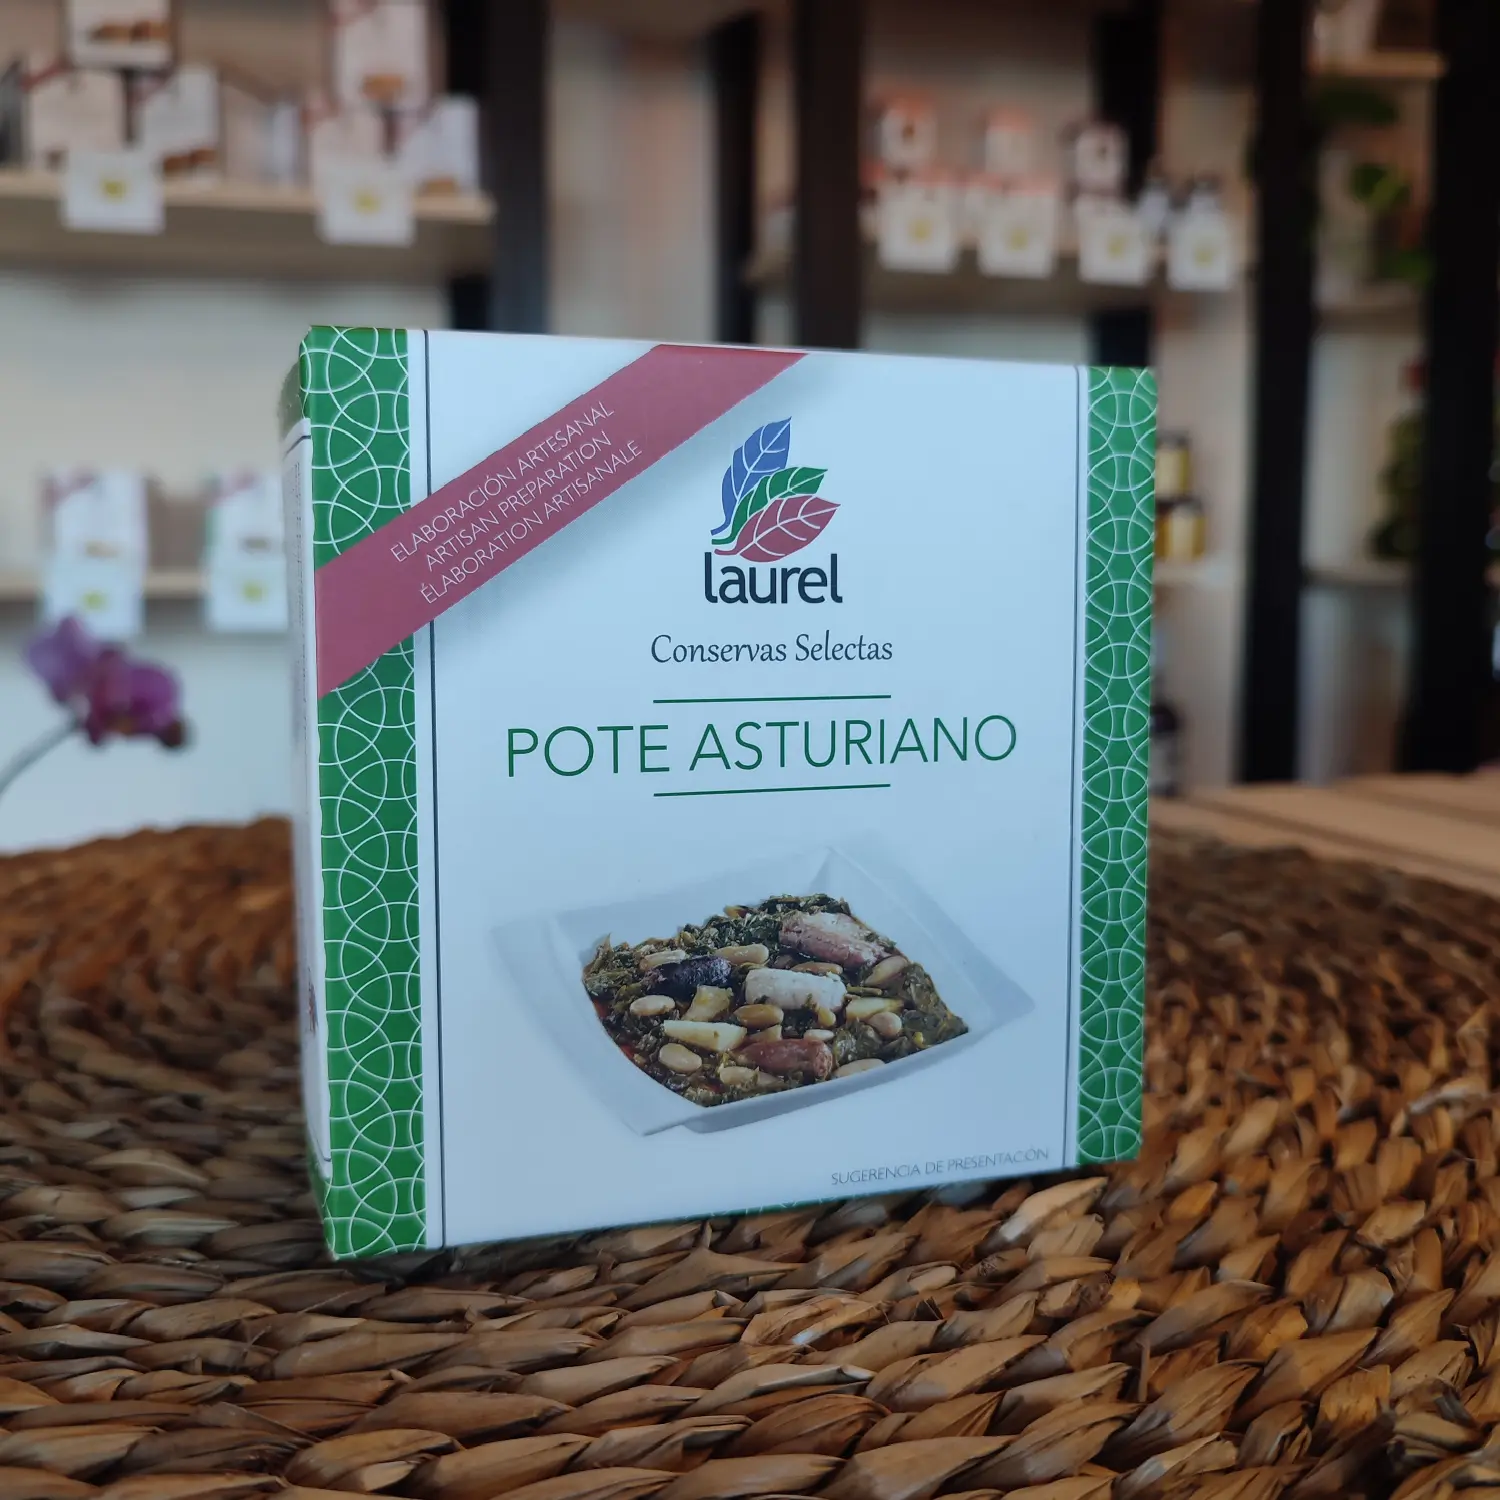 ELABORACIÓN ARTESANAL
ARTISAN PREPARATION
ÉLABORATION ARTISANALE
laurel
Conservas Selectas
POTE ASTURIANO
SUGERENCIA DE PRESENTACÓN